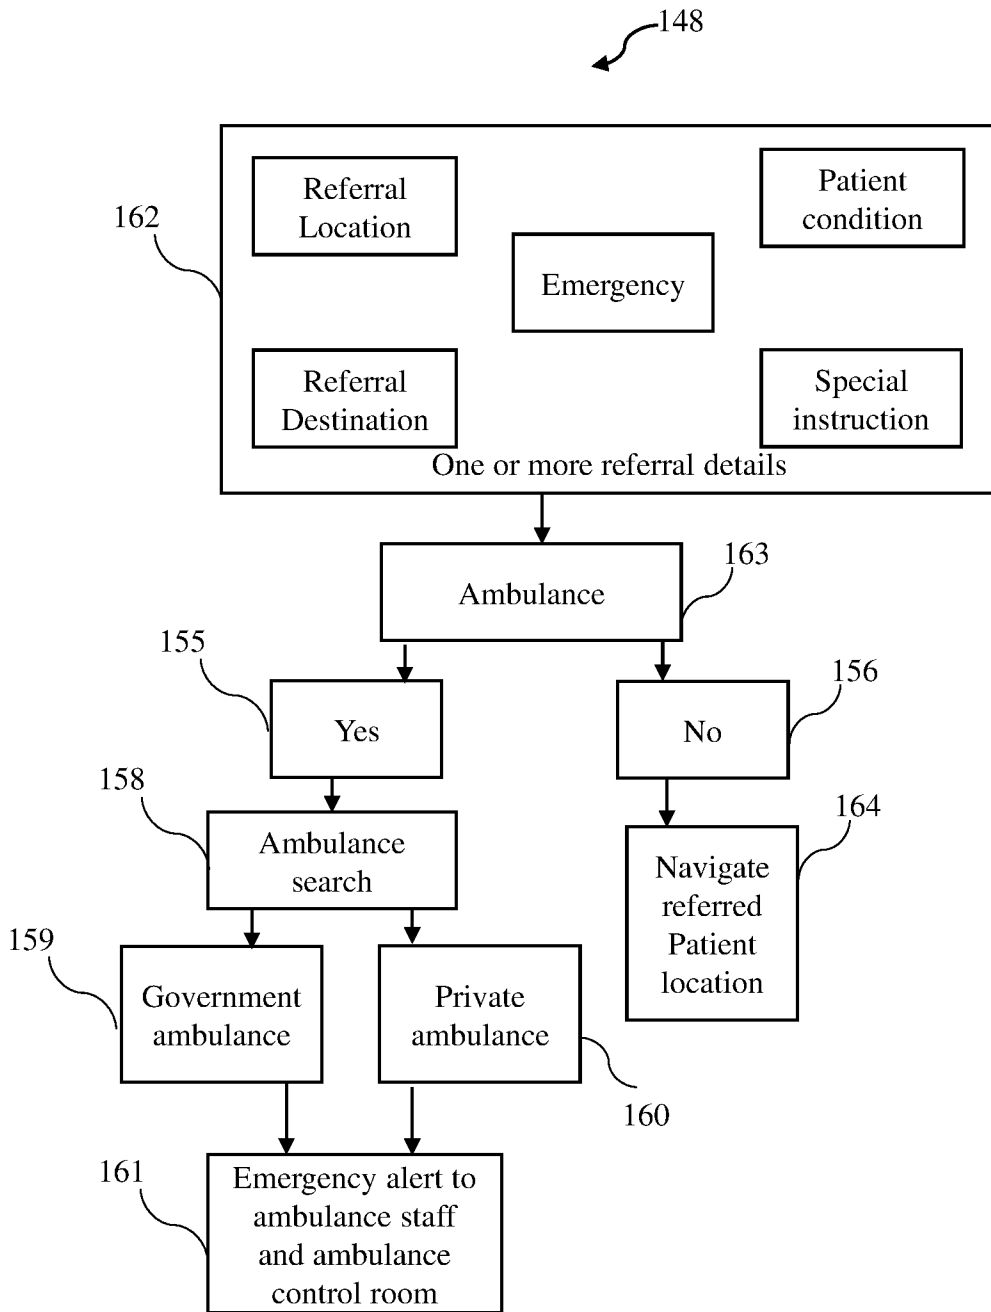 148
Referral
Location
Patient
condition
162
Emergency
Referral
Destination
Special
instruction
One or more referral details
163
Ambulance
155
156
Yes
No
158
164
Ambulance
search
Navigate
referred
Patient
location
159
Government
ambulance
Private
ambulance
160
161
Emergency alert to
ambulance staff
and ambulance
control room